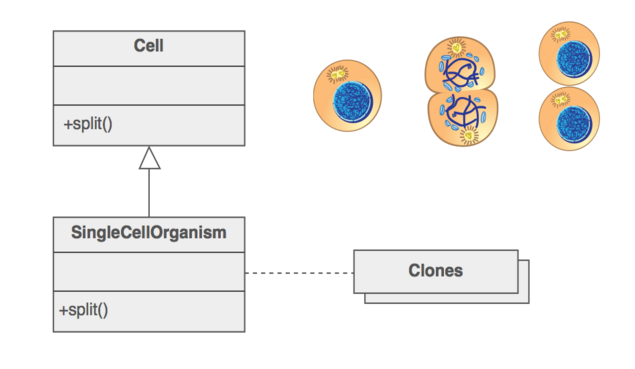 Cell
+split()
SingleCellOrganism
Clones
+split()